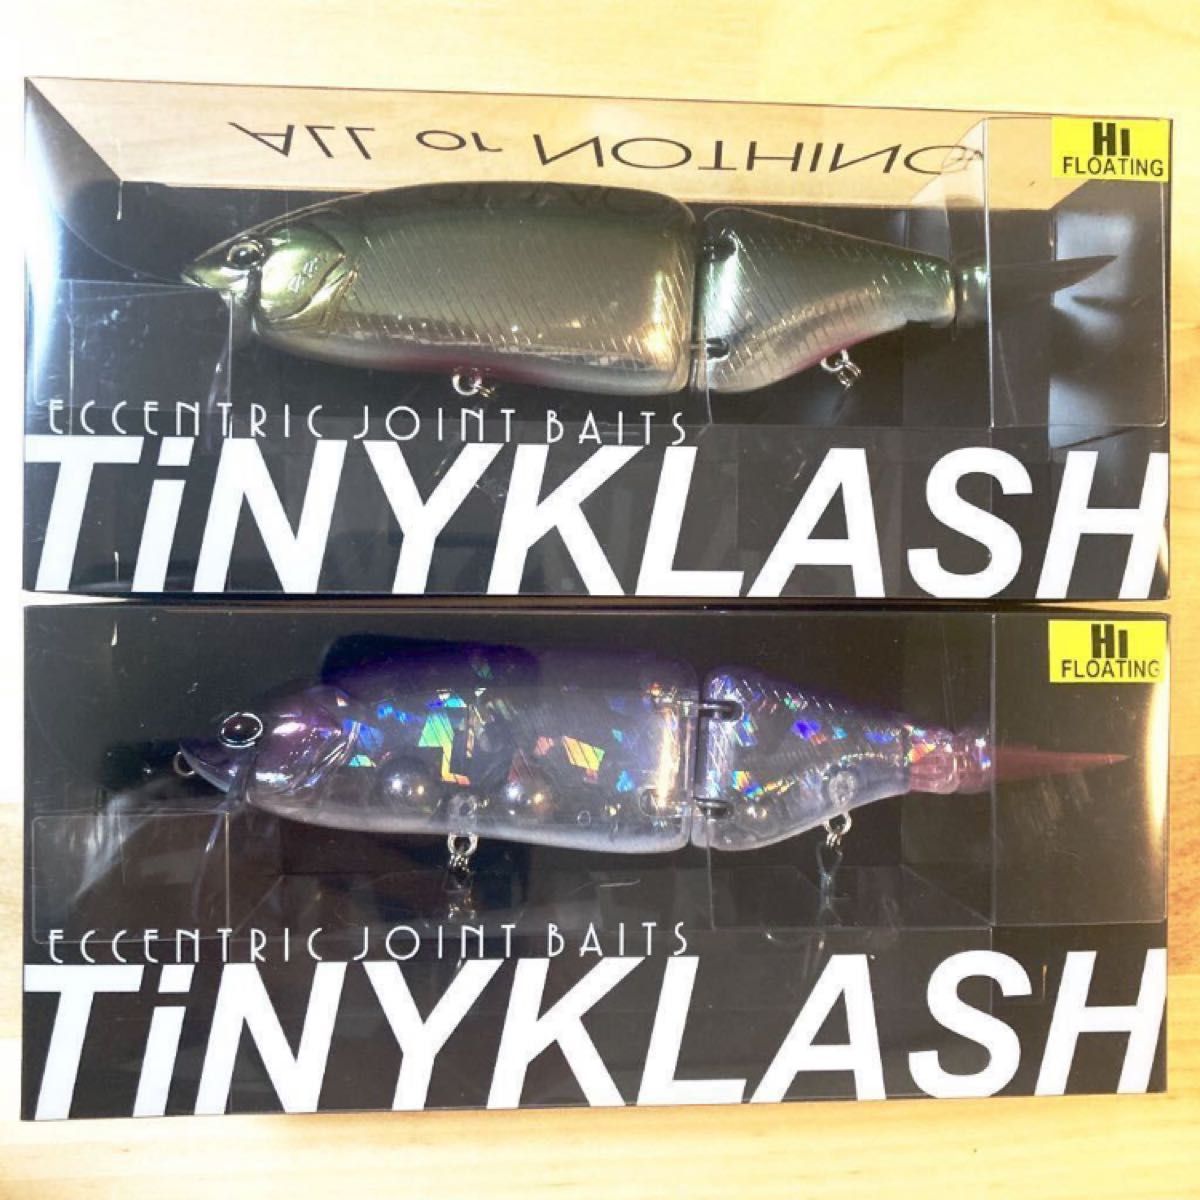 ALL or NOTHING
HI
FLOATING
ECCENTRIC JOINT BAITS
TiNYKLASH
HI
FLOATING
ECCENTRIC JOINT BAITS
TiNYKLASH